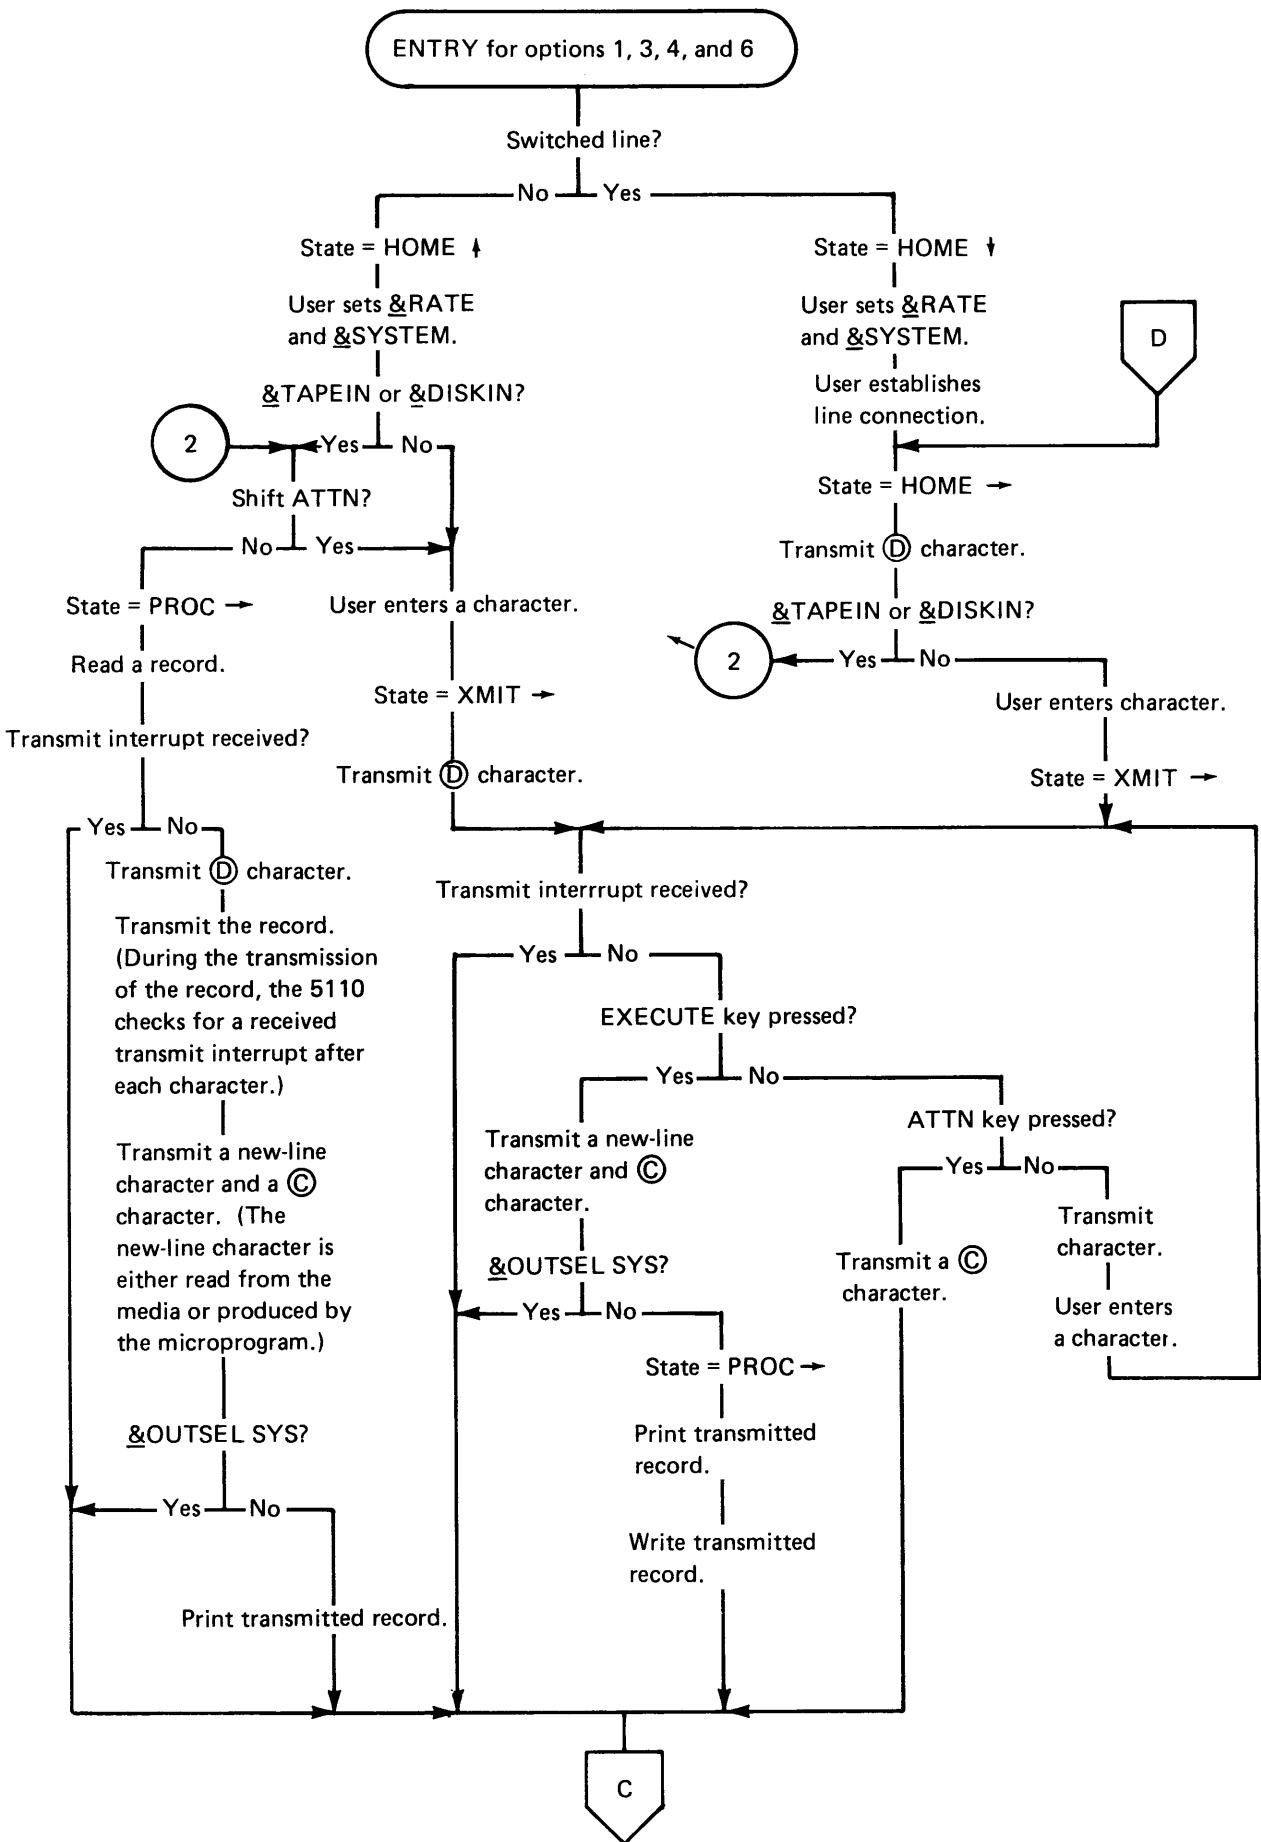 ENTRY for options 1, 3, 4, and 6
Switched line?
No Yes
State = HOME ↑
State = HOME ↓
User sets &RATE
and &SYSTEM.
User sets &RATE
and &SYSTEM.
D
User establishes
line connection.
&TAPEIN or &DISKIN?
2
Yes No
State = HOME →
Shift ATTN?
No Yes
Transmit Ⓓ character.
State = PROC →
User enters a character.
&TAPEIN or &DISKIN?
Read a record.
2
Yes No
State = XMIT →
User enters character.
Transmit interrupt received?
Transmit Ⓓ character.
State = XMIT →
Yes No
Transmit Ⓓ character.
Transmit interrrupt received?
Transmit the record.
(During the transmission
of the record, the 5110
checks for a received
transmit interrupt after
each character.)
Yes No
EXECUTE key pressed?
Yes No
ATTN key pressed?
Transmit a new-line
character and a Ⓒ
character. (The
new-line character is
either read from the
media or produced by
the microprogram.)
Transmit a new-line
character and Ⓒ
character.
Yes No
Transmit
character.
&OUTSEL SYS?
Transmit a Ⓒ
character.
User enters
a character.
Yes No
State = PROC →
&OUTSEL SYS?
Print transmitted
record.
Yes No
Write transmitted
record.
Print transmitted record.
C